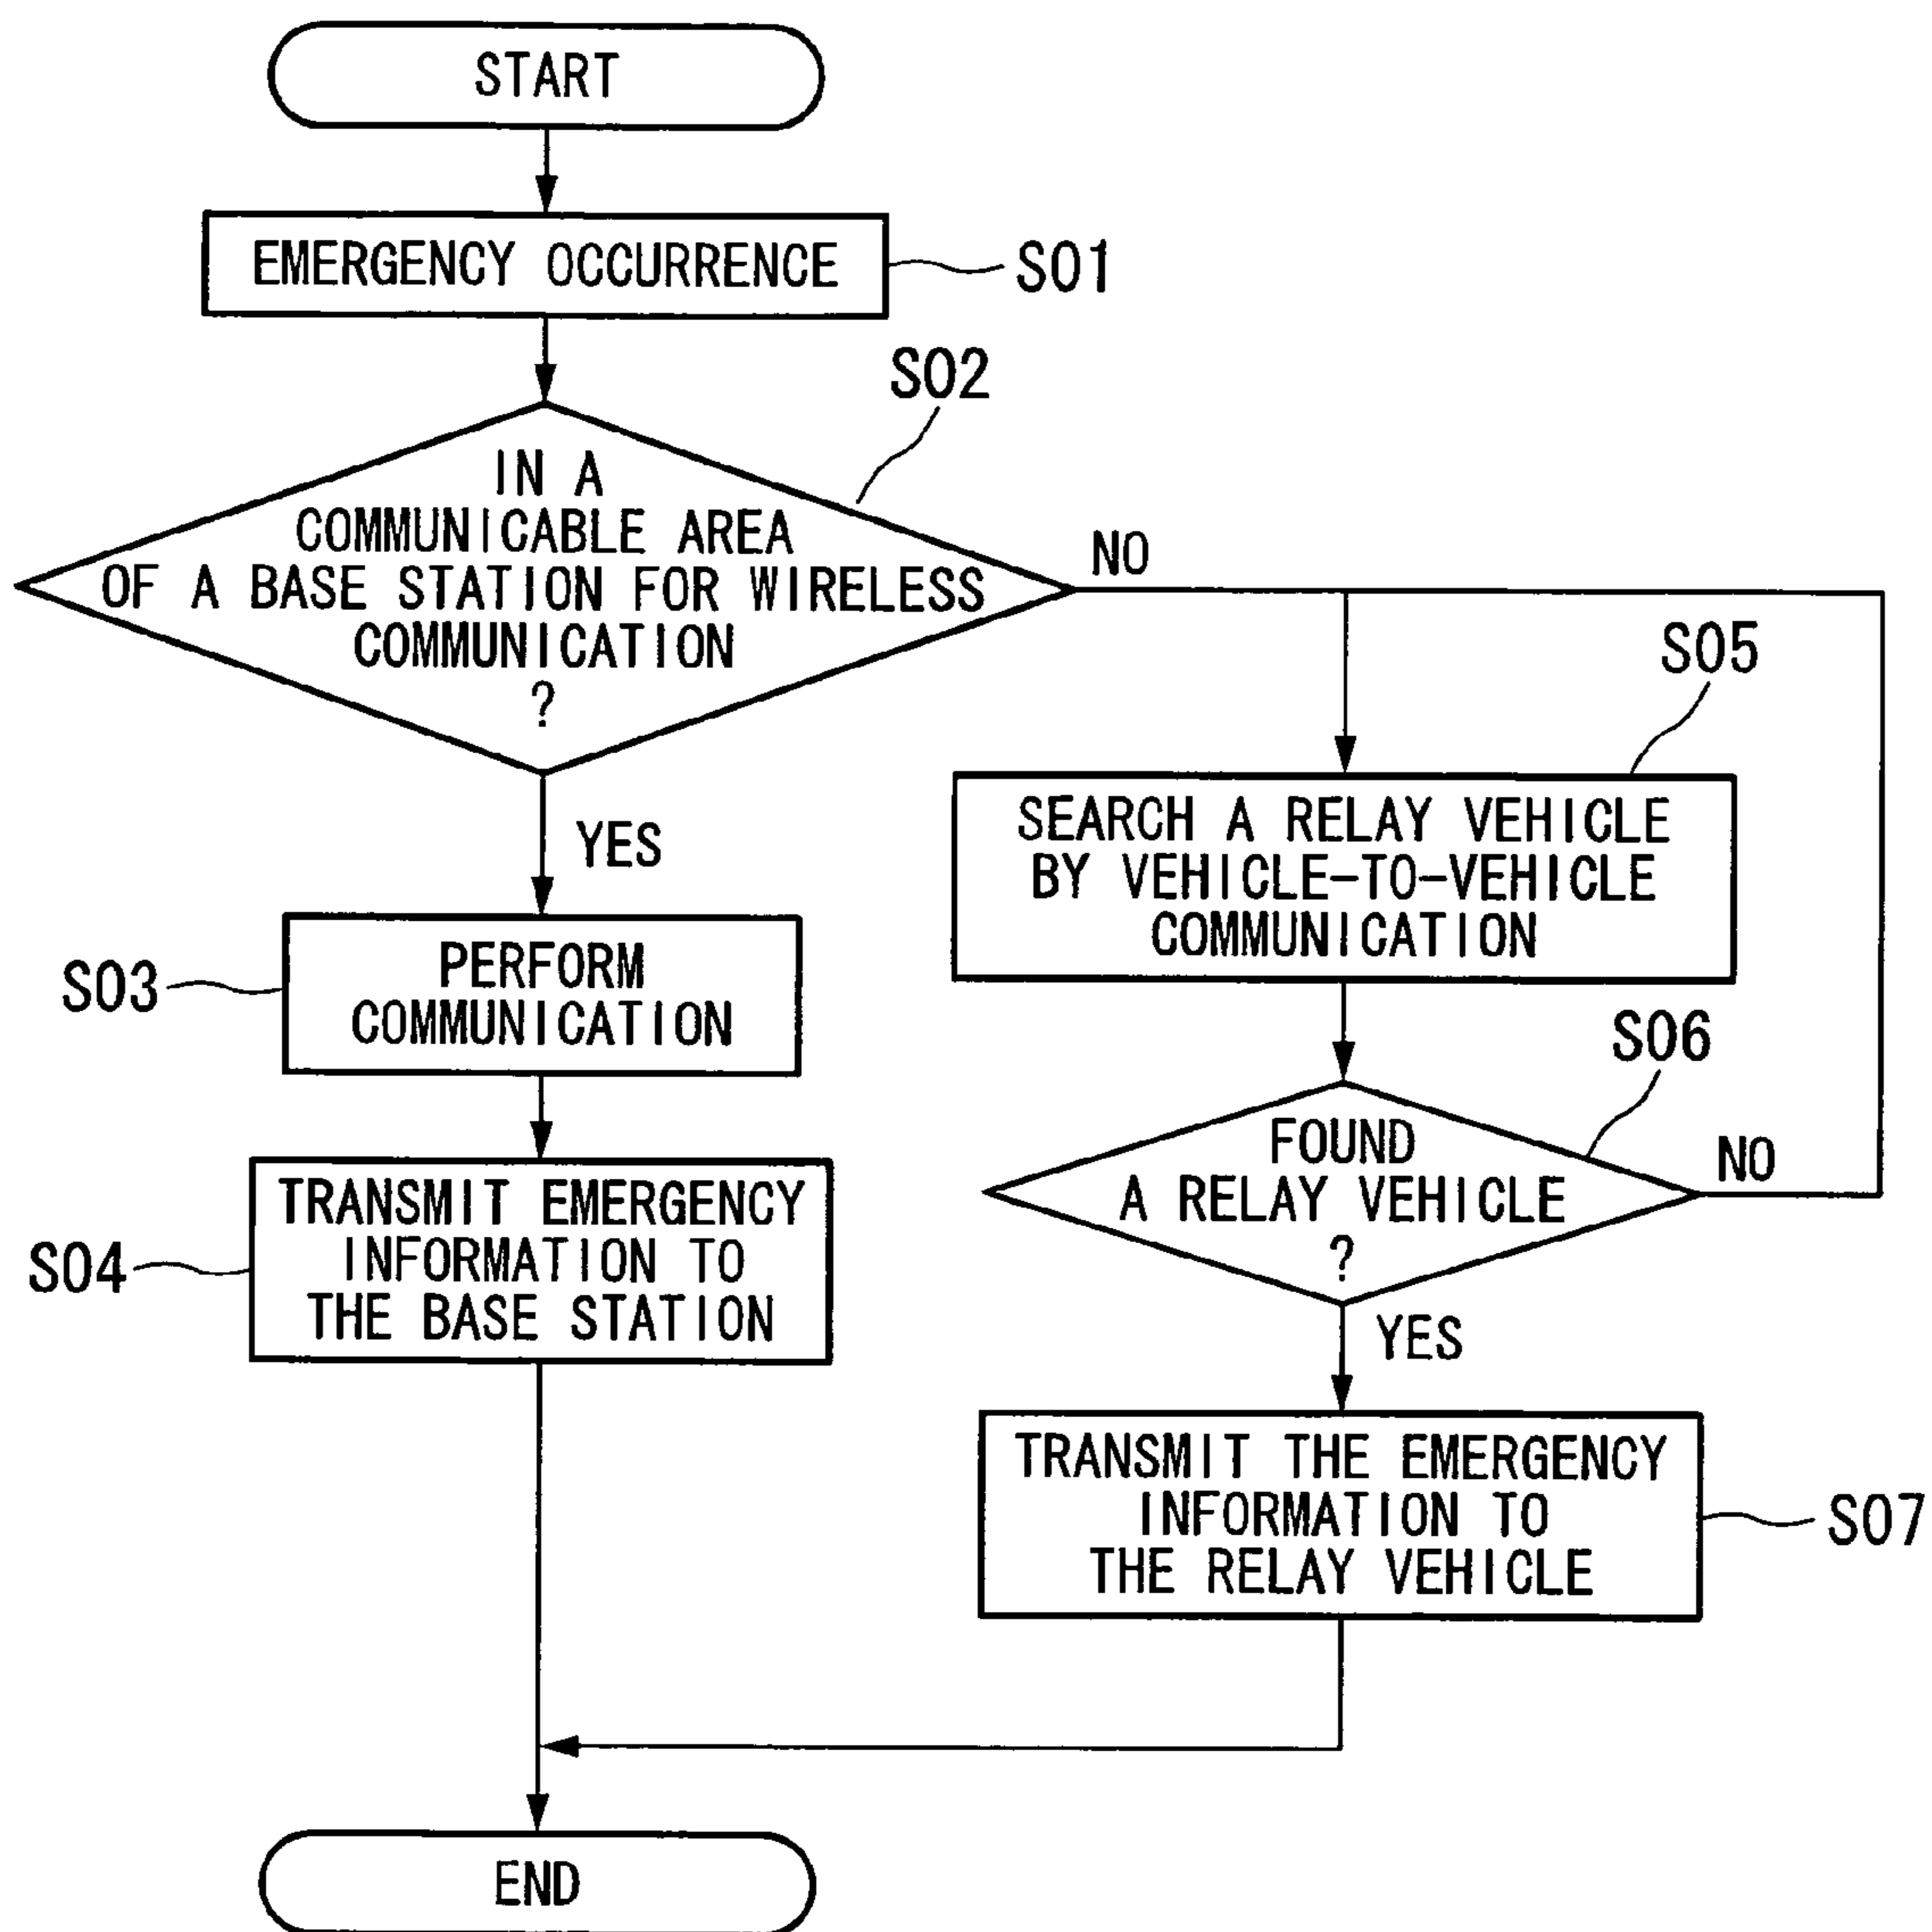 START
EMERGENCY OCCURRENCE
S01
S02
IN A
COMMUNICABLE AREA
OF A BASE STATION FOR WIRELESS
COMMUNICATION
?
NO
YES
S03
PERFORM
COMMUNICATION
S04
TRANSMIT EMERGENCY
INFORMATION TO
THE BASE STATION
S05
SEARCH A RELAY VEHICLE
BY VEHICLE-TO-VEHICLE
COMMUNICATION
S06
FOUND
A RELAY VEHICLE
?
NO
YES
TRANSMIT THE EMERGENCY
INFORMATION TO
THE RELAY VEHICLE
S07
END